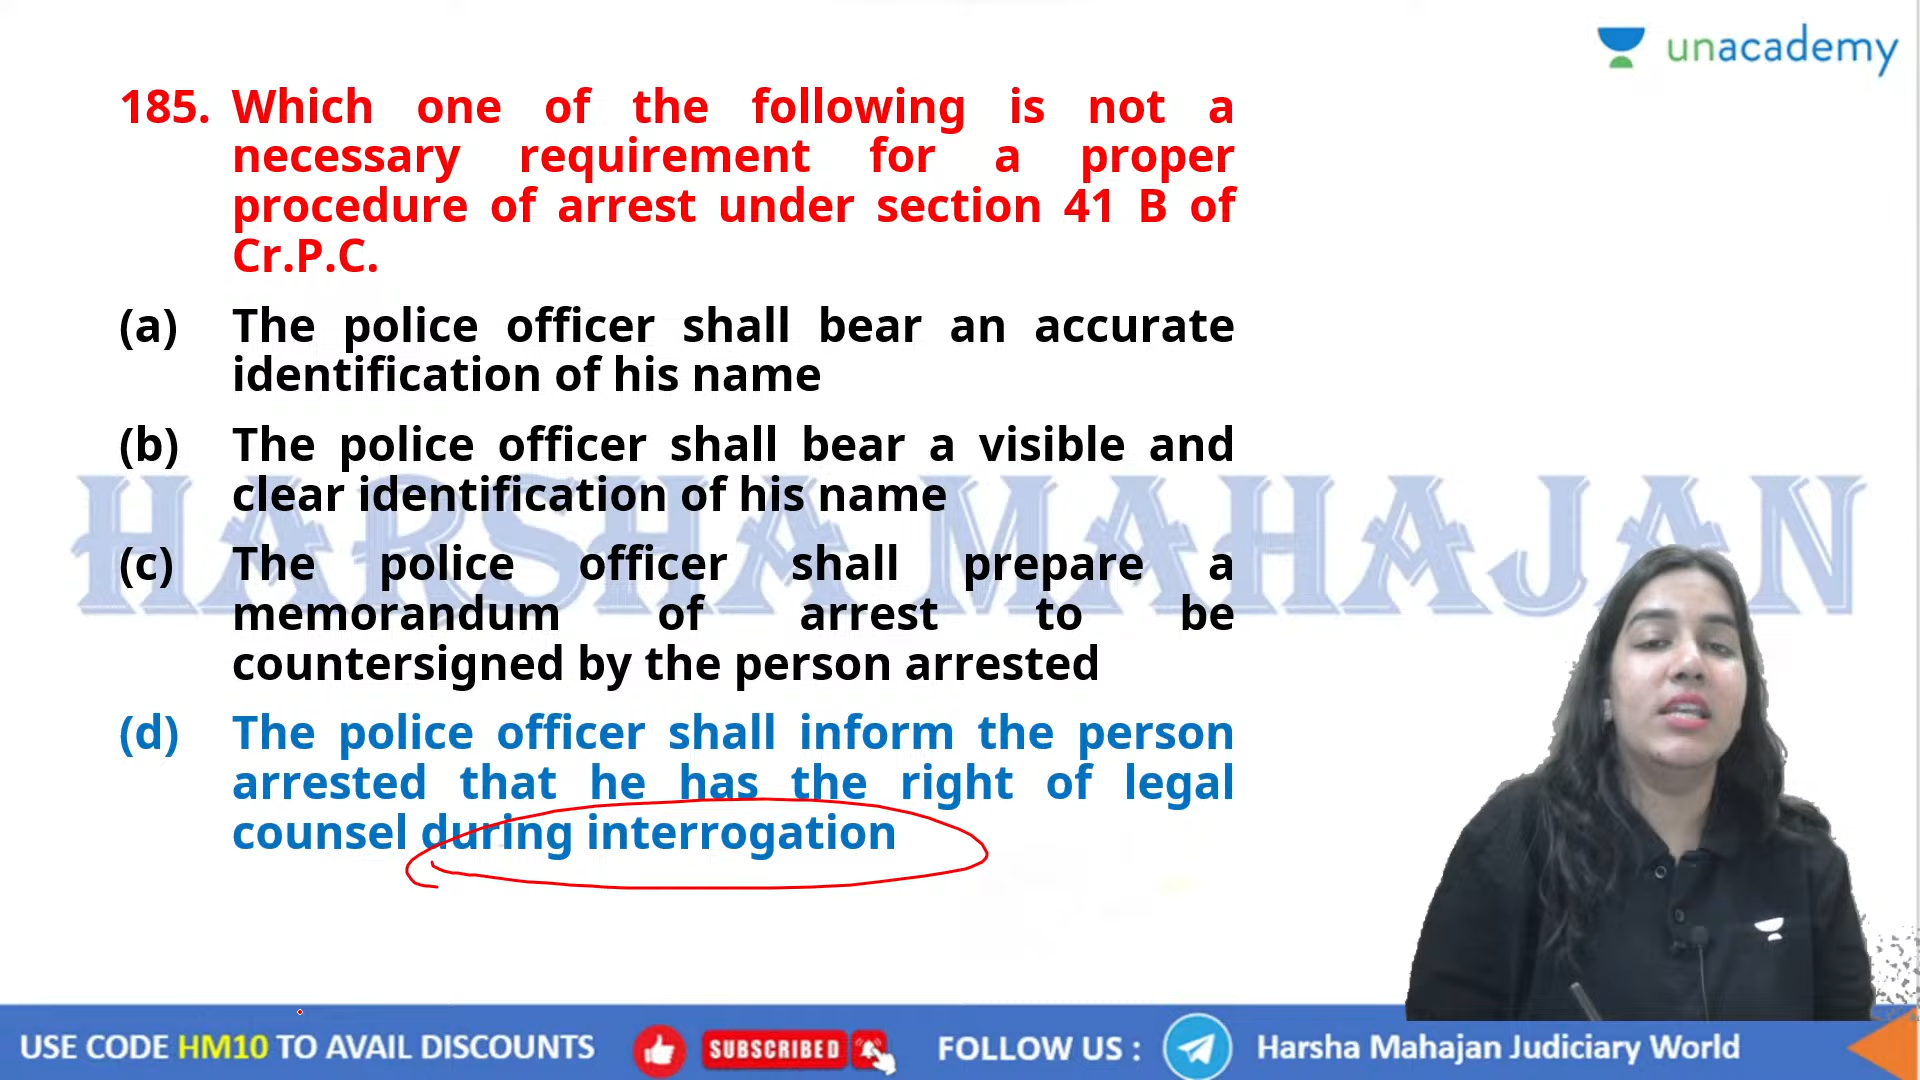 unacademy
185. Which one of the following is not a
necessary requirement for a proper
procedure of arrest under section 41 B of
Cr.P.C.
(a) The police officer shall bear an accurate
identification of his name
(b) The police officer shall bear a visible and
clear identification of his name
HARSHA MAHAJAN
(c) The police officer shall prepare a
memorandum of arrest to be
countersigned by the person arrested
(d) The police officer shall inform the person
arrested that he has the right of legal
counsel during interrogation
USE CODE HM10 TO AVAIL DISCOUNTS SUBSCRIBED FOLLOW US : Harsha Mahajan Judiciary World